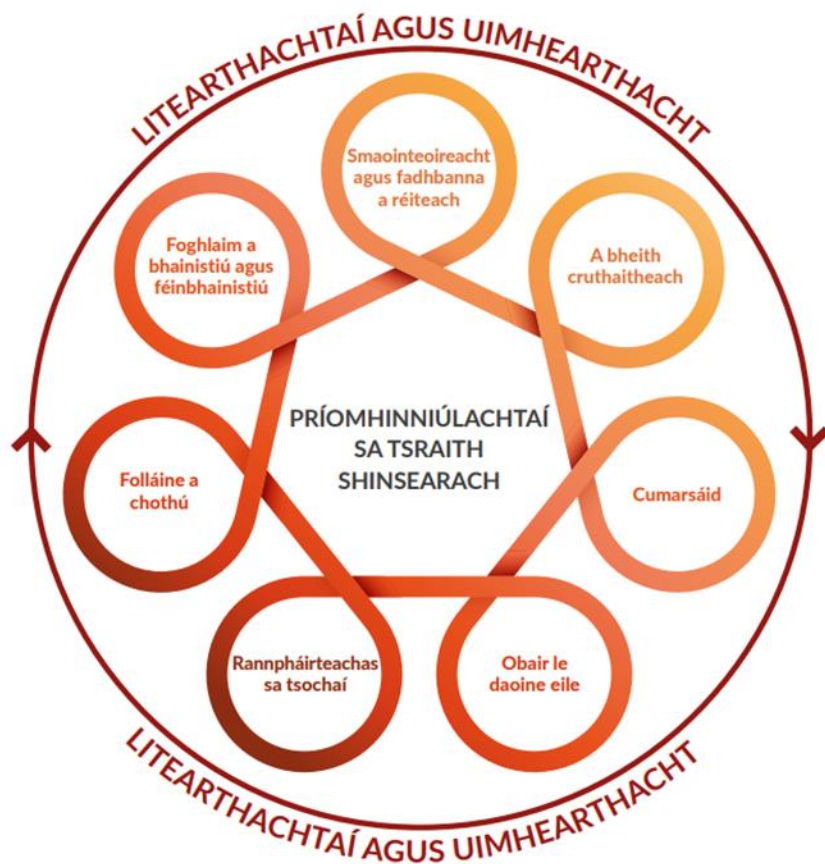 LITEARTHACHTAÍ AGUS UIMHEARTHACHT
Smaointeoireacht
agus fadhbanna
a réiteach
A bheith
cruthaitheach
Cumarsáid
Obair le
daoine eile
Rannpháirteachas
sa tsochaí
Folláine a
chothú
Foghlaim a
bhainistiú agus
féinbhainistiú
PRÍOMHINNIÚLACHTAÍ
SA TSRAITH
SHINSEARACH
LITEARTHACHTAÍ AGUS UIMHEARTHACHT